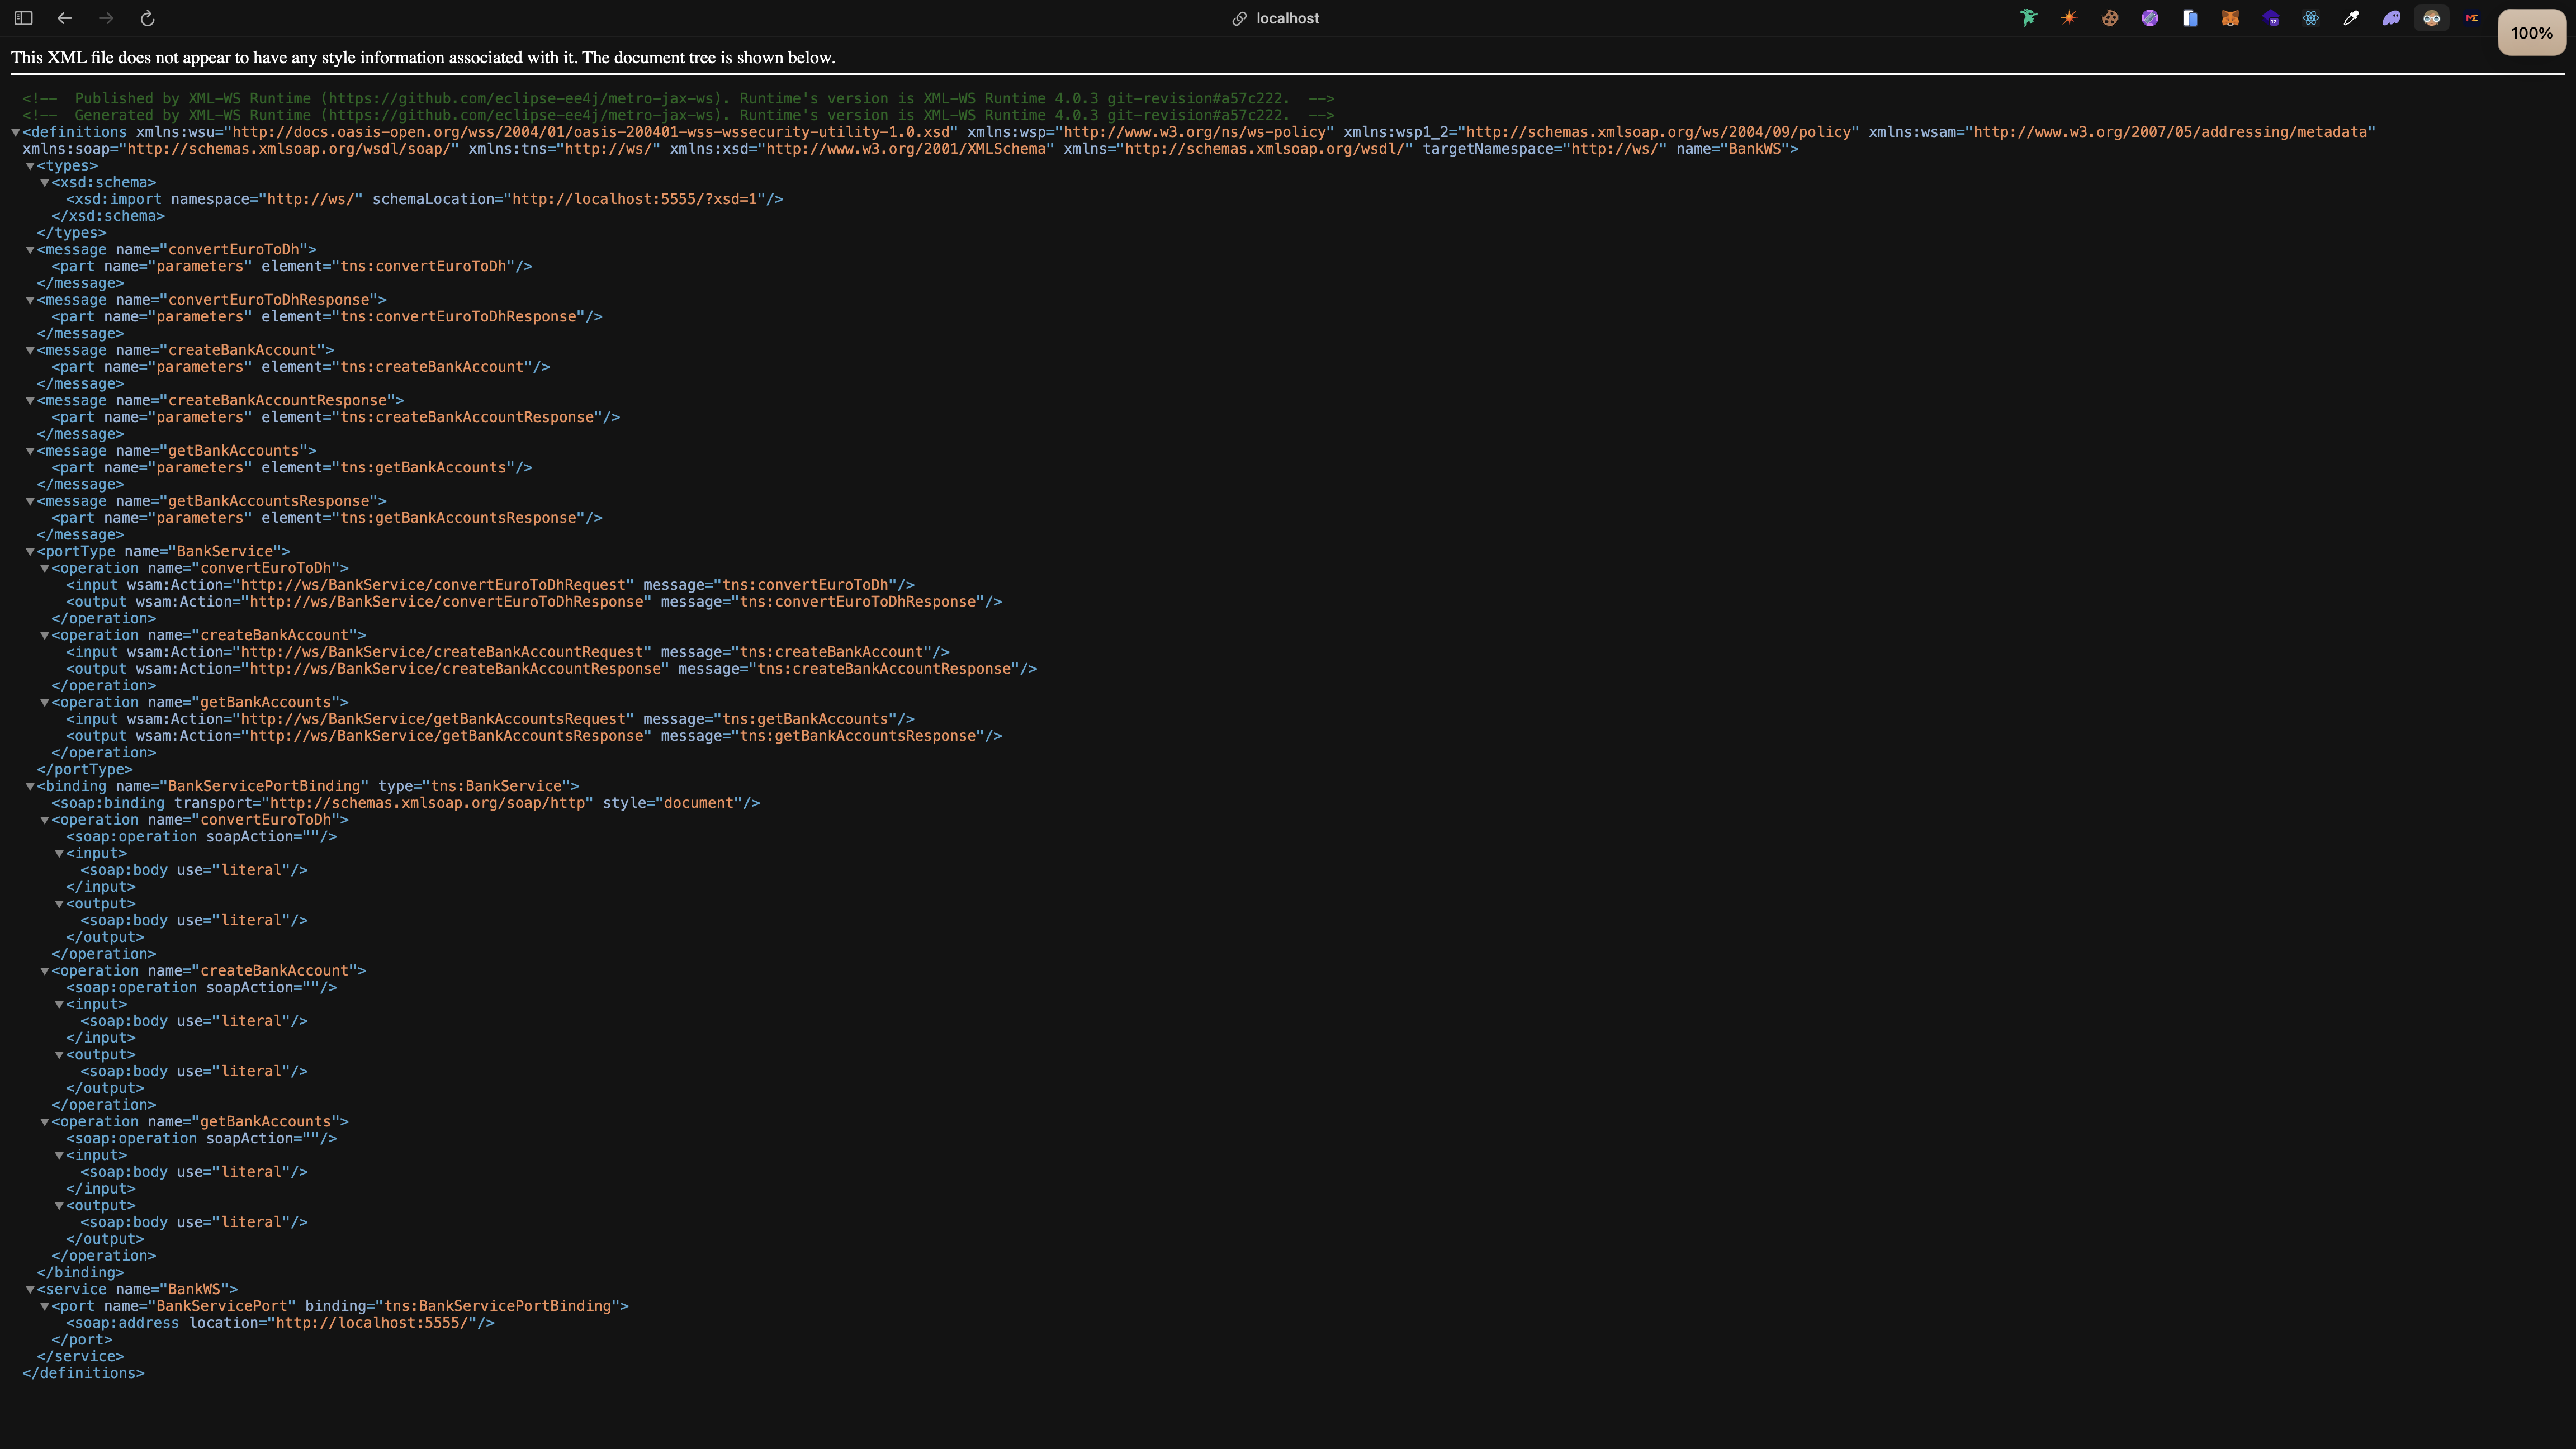 localhost
100%
This XML file does not appear to have any style information associated with it. The document tree is shown below.
<!--  Published by XML-WS Runtime (https://github.com/eclipse-ee4j/metro-jax-ws). Runtime's version is XML-WS Runtime 4.0.3 git-revision#a57c222.  -->
<!--  Generated by XML-WS Runtime (https://github.com/eclipse-ee4j/metro-jax-ws). Runtime's version is XML-WS Runtime 4.0.3 git-revision#a57c222.  -->
▼<definitions xmlns:wsu="http://docs.oasis-open.org/wss/2004/01/oasis-200401-wss-wssecurity-utility-1.0.xsd" xmlns:wsp="http://www.w3.org/ns/ws-policy" xmlns:wsp1_2="http://schemas.xmlsoap.org/ws/2004/09/policy" xmlns:wsam="http://www.w3.org/2007/05/addressing/metadata"
xmlns:soap="http://schemas.xmlsoap.org/wsdl/soap/" xmlns:tns="http://ws/" xmlns:xsd="http://www.w3.org/2001/XMLSchema" xmlns="http://schemas.xmlsoap.org/wsdl/" targetNamespace="http://ws/" name="BankWS">
▼<types>
▼<xsd:schema>
<xsd:import namespace="http://ws/" schemaLocation="http://localhost:5555/?xsd=1"/>
</xsd:schema>
</types>
▼<message name="convertEuroToDh">
<part name="parameters" element="tns:convertEuroToDh"/>
</message>
▼<message name="convertEuroToDhResponse">
<part name="parameters" element="tns:convertEuroToDhResponse"/>
</message>
▼<message name="createBankAccount">
<part name="parameters" element="tns:createBankAccount"/>
</message>
▼<message name="createBankAccountResponse">
<part name="parameters" element="tns:createBankAccountResponse"/>
</message>
▼<message name="getBankAccounts">
<part name="parameters" element="tns:getBankAccounts"/>
</message>
▼<message name="getBankAccountsResponse">
<part name="parameters" element="tns:getBankAccountsResponse"/>
</message>
▼<portType name="BankService">
▼<operation name="convertEuroToDh">
<input wsam:Action="http://ws/BankService/convertEuroToDhRequest" message="tns:convertEuroToDh"/>
<output wsam:Action="http://ws/BankService/convertEuroToDhResponse" message="tns:convertEuroToDhResponse"/>
</operation>
▼<operation name="createBankAccount">
<input wsam:Action="http://ws/BankService/createBankAccountRequest" message="tns:createBankAccount"/>
<output wsam:Action="http://ws/BankService/createBankAccountResponse" message="tns:createBankAccountResponse"/>
</operation>
▼<operation name="getBankAccounts">
<input wsam:Action="http://ws/BankService/getBankAccountsRequest" message="tns:getBankAccounts"/>
<output wsam:Action="http://ws/BankService/getBankAccountsResponse" message="tns:getBankAccountsResponse"/>
</operation>
</portType>
▼<binding name="BankServicePortBinding" type="tns:BankService">
<soap:binding transport="http://schemas.xmlsoap.org/soap/http" style="document"/>
▼<operation name="convertEuroToDh">
<soap:operation soapAction=""/>
▼<input>
<soap:body use="literal"/>
</input>
▼<output>
<soap:body use="literal"/>
</output>
</operation>
▼<operation name="createBankAccount">
<soap:operation soapAction=""/>
▼<input>
<soap:body use="literal"/>
</input>
▼<output>
<soap:body use="literal"/>
</output>
</operation>
▼<operation name="getBankAccounts">
<soap:operation soapAction=""/>
▼<input>
<soap:body use="literal"/>
</input>
▼<output>
<soap:body use="literal"/>
</output>
</operation>
</binding>
▼<service name="BankWS">
▼<port name="BankServicePort" binding="tns:BankServicePortBinding">
<soap:address location="http://localhost:5555/"/>
</port>
</service>
</definitions>